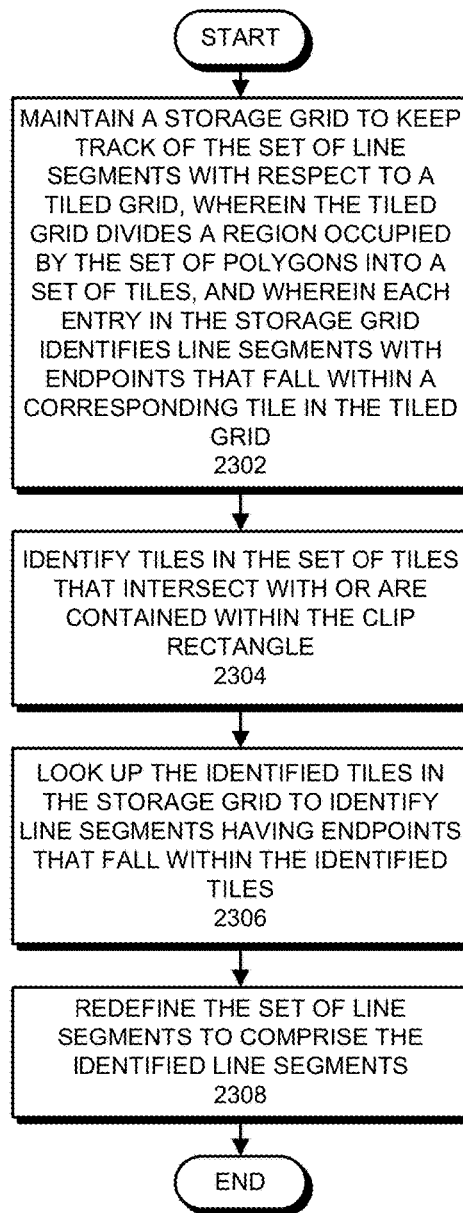 START
MAINTAIN A STORAGE GRID TO KEEP
TRACK OF THE SET OF LINE
SEGMENTS WITH RESPECT TO A
TILED GRID, WHEREIN THE TILED
GRID DIVIDES A REGION OCCUPIED
BY THE SET OF POLYGONS INTO A
SET OF TILES, AND WHEREIN EACH
ENTRY IN THE STORAGE GRID
IDENTIFIES LINE SEGMENTS WITH
ENDPOINTS THAT FALL WITHIN A
CORRESPONDING TILE IN THE TILED
GRID
2302
IDENTIFY TILES IN THE SET OF TILES
THAT INTERSECT WITH OR ARE
CONTAINED WITHIN THE CLIP
RECTANGLE
2304
LOOK UP THE IDENTIFIED TILES IN
THE STORAGE GRID TO IDENTIFY
LINE SEGMENTS HAVING ENDPOINTS
THAT FALL WITHIN THE IDENTIFIED
TILES
2306
REDEFINE THE SET OF LINE
SEGMENTS TO COMPRISE THE
IDENTIFIED LINE SEGMENTS
2308
END